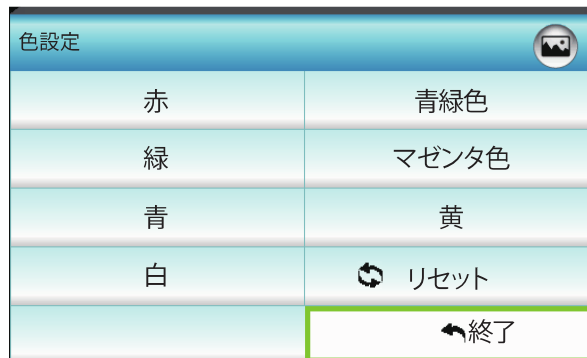 色設定
赤 青緑色
緑 マゼンタ色
青 黄
白 リセット
終了